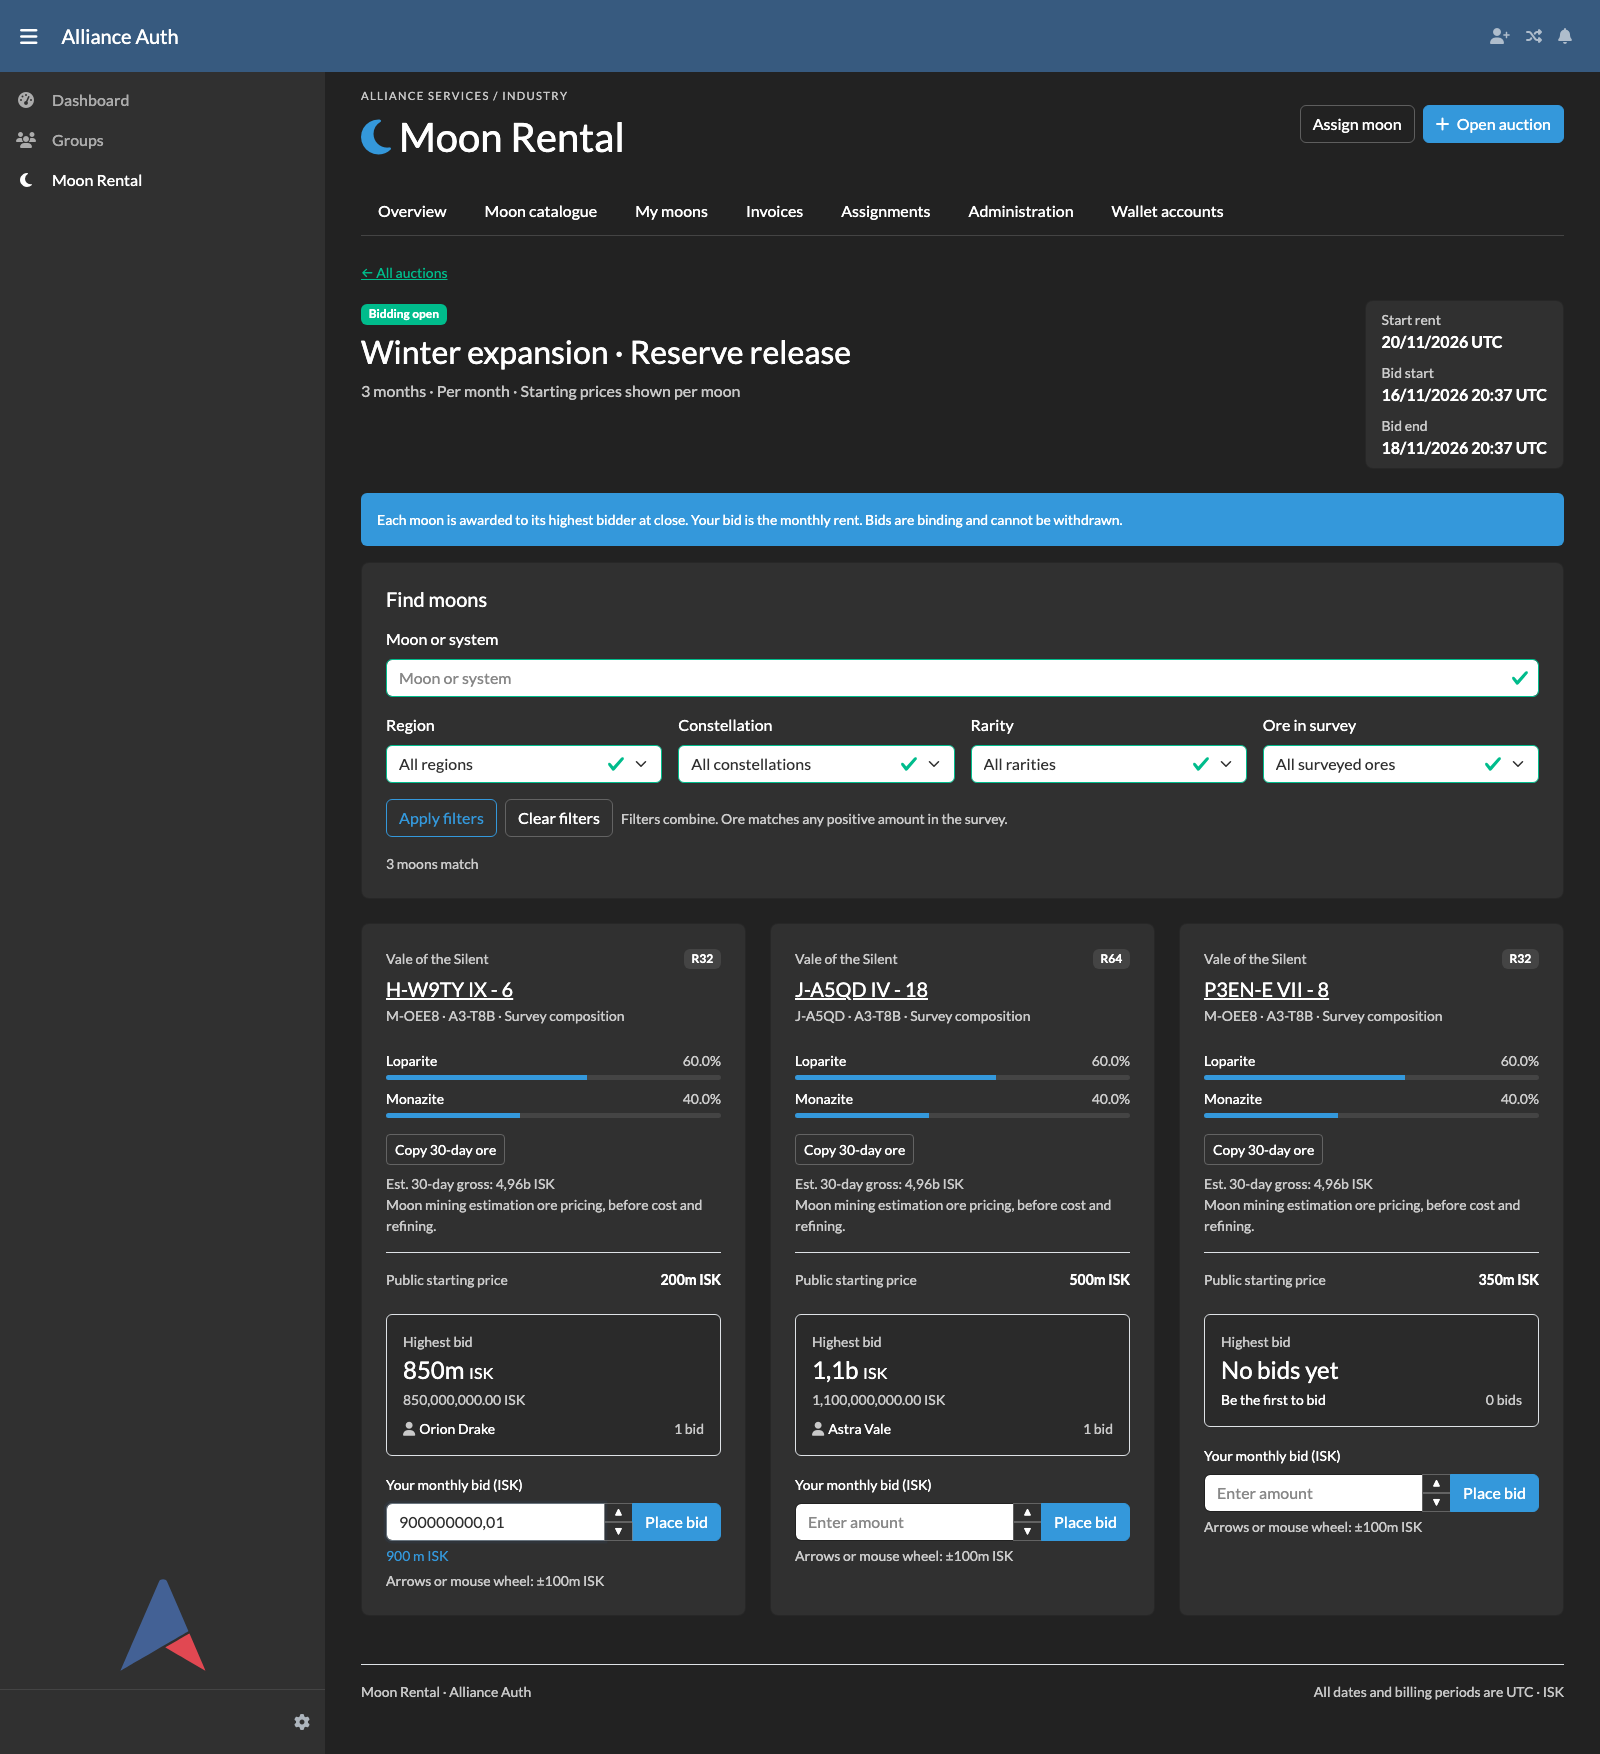 Alliance Auth
Dashboard
Groups
Moon Rental
ALLIANCE SERVICES / INDUSTRY
Moon Rental
Assign moon
+ Open auction
Overview Moon catalogue My moons Invoices Assignments Administration Wallet accounts
← All auctions
Bidding open
Winter expansion · Reserve release
3 months · Per month · Starting prices shown per moon
Start rent
20/11/2026 UTC
Bid start
16/11/2026 20:37 UTC
Bid end
18/11/2026 20:37 UTC
Each moon is awarded to its highest bidder at close. Your bid is the monthly rent. Bids are binding and cannot be withdrawn.
Find moons
Moon or system
Moon or system
Region Constellation Rarity Ore in survey
All regions All constellations All rarities All surveyed ores
Apply filters Clear filters Filters combine. Ore matches any positive amount in the survey.
3 moons match
Vale of the Silent R32
H-W9TY IX - 6
M-OEE8 · A3-T8B · Survey composition
Loparite 60.0%
Monazite 40.0%
Copy 30-day ore
Est. 30-day gross: 4,96b ISK
Moon mining estimation ore pricing, before cost and
refining.
Public starting price 200m ISK
Highest bid
850m ISK
850,000,000.00 ISK
Orion Drake 1 bid
Your monthly bid (ISK)
900000000,01 Place bid
900 m ISK
Arrows or mouse wheel: ±100m ISK
Vale of the Silent R64
J-A5QD IV - 18
J-A5QD · A3-T8B · Survey composition
Loparite 60.0%
Monazite 40.0%
Copy 30-day ore
Est. 30-day gross: 4,96b ISK
Moon mining estimation ore pricing, before cost and
refining.
Public starting price 500m ISK
Highest bid
1,1b ISK
1,100,000,000.00 ISK
Astra Vale 1 bid
Your monthly bid (ISK)
Enter amount Place bid
Arrows or mouse wheel: ±100m ISK
Vale of the Silent R32
P3EN-E VII - 8
M-OEE8 · A3-T8B · Survey composition
Loparite 60.0%
Monazite 40.0%
Copy 30-day ore
Est. 30-day gross: 4,96b ISK
Moon mining estimation ore pricing, before cost and
refining.
Public starting price 350m ISK
Highest bid
No bids yet
Be the first to bid 0 bids
Your monthly bid (ISK)
Enter amount Place bid
Arrows or mouse wheel: ±100m ISK
Moon Rental · Alliance Auth
All dates and billing periods are UTC · ISK